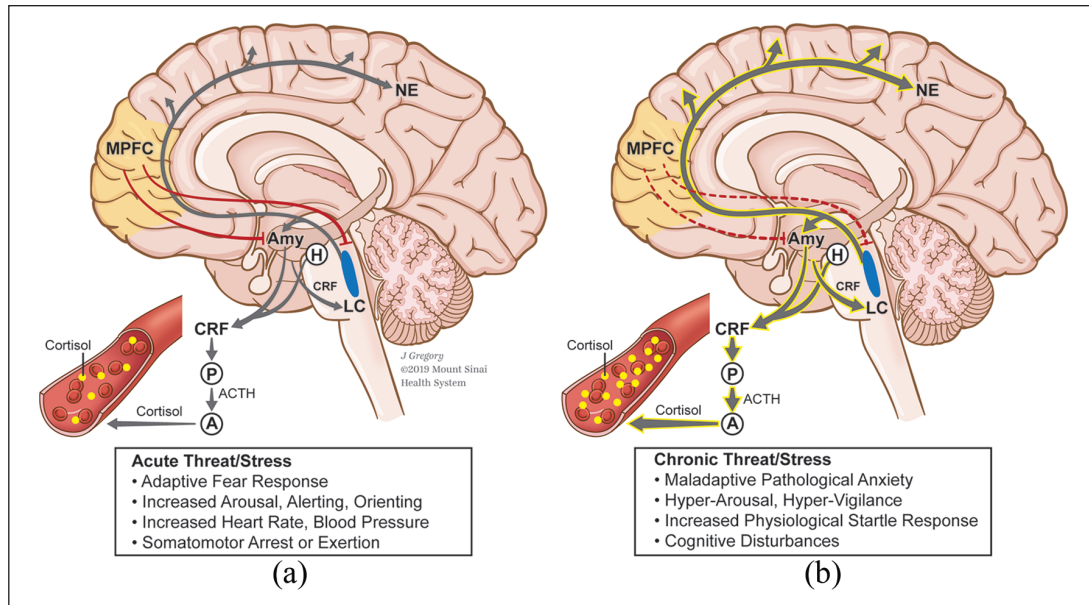 NE
MPFC
Amy
H
CRF
LC
CRF
Cortisol
P
ACTH
Cortisol
A
J Gregory
©2019 Mount Sinai
Health System
Acute Threat/Stress
• Adaptive Fear Response
• Increased Arousal, Alerting, Orienting
• Increased Heart Rate, Blood Pressure
• Somatomotor Arrest or Exertion
(a)
NE
MPFC
Amy
H
CRF
LC
CRF
Cortisol
P
ACTH
Cortisol
A
Chronic Threat/Stress
• Maladaptive Pathological Anxiety
• Hyper-Arousal, Hyper-Vigilance
• Increased Physiological Startle Response
• Cognitive Disturbances
(b)